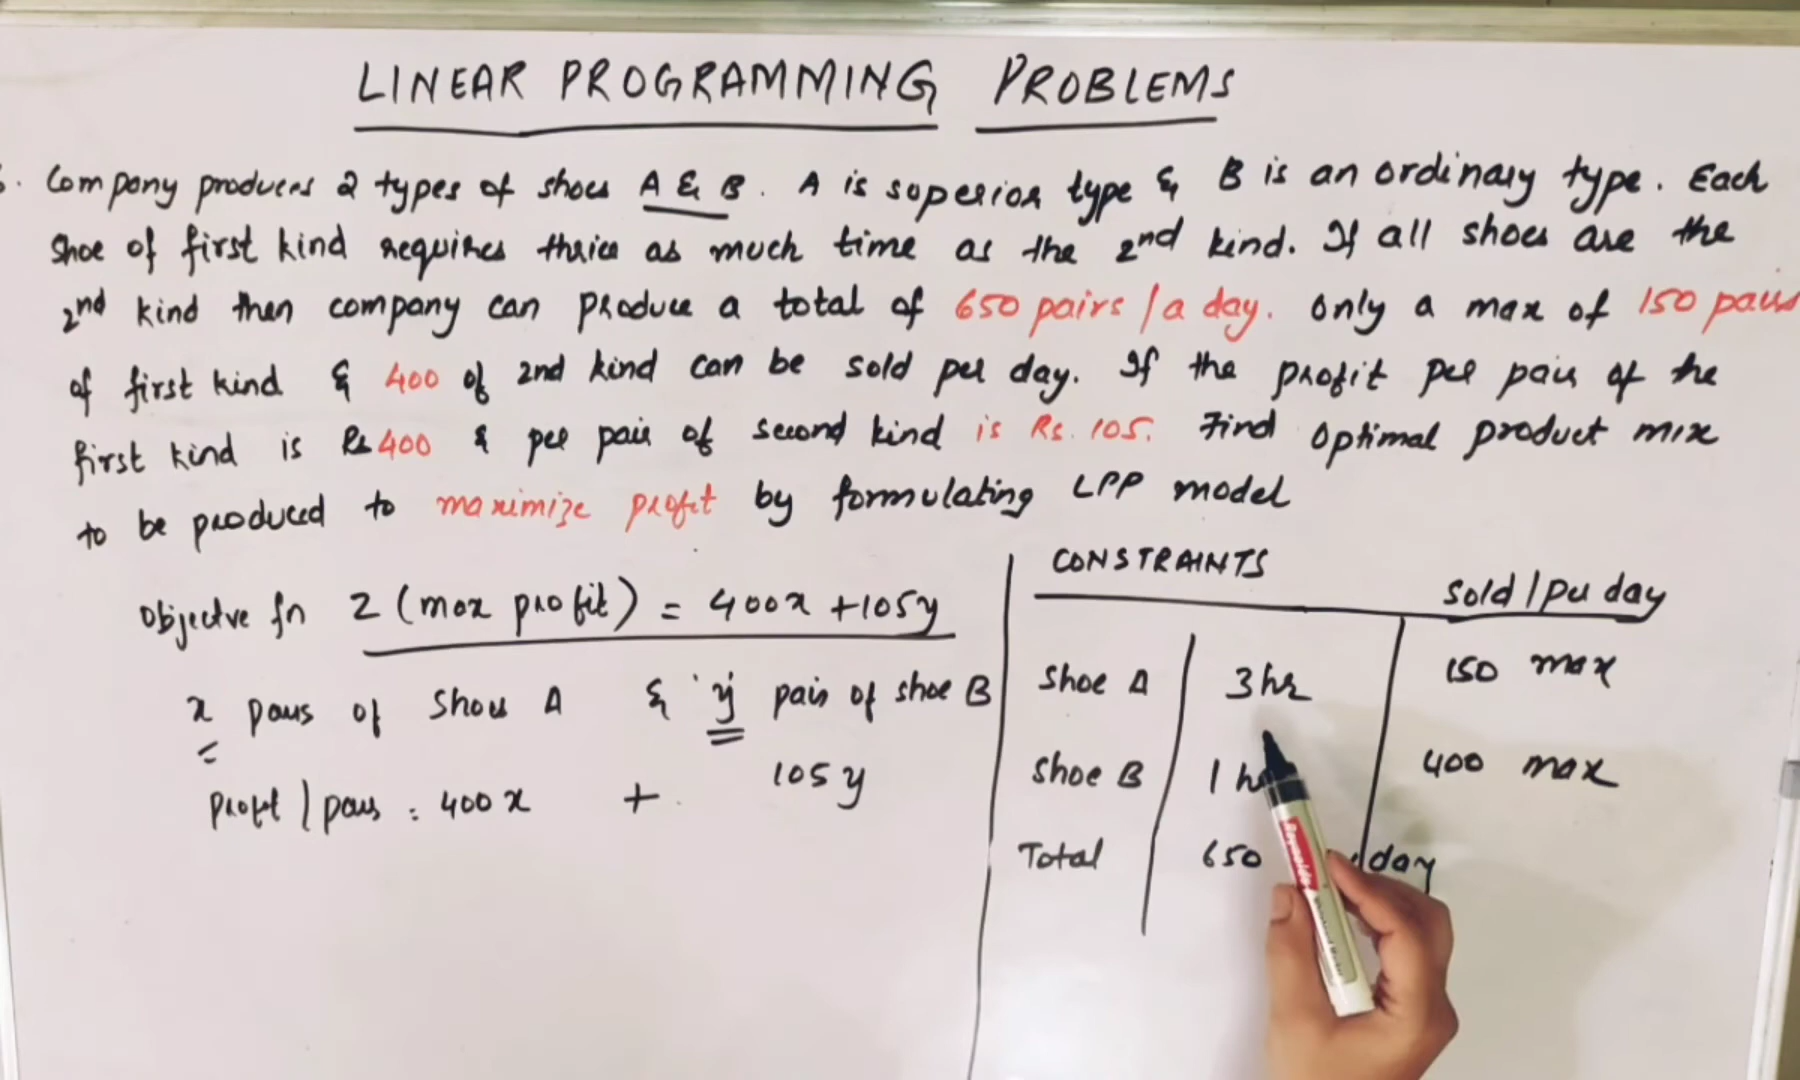 LINEAR PROGRAMMING PROBLEMS
Company produces 2 types of shoes A & B. A is superior type & B is an ordinary type. Each
shoe of first kind requires thrice as much time as the 2nd kind. If all shoes are the
2nd kind then company can produce a total of 650 pairs / a day. only a max of 150 pairs
of first kind & 400 of 2nd kind can be sold per day. If the profit per pair of the
first kind is Rs 400 & per pair of second kind is Rs. 105. Find optimal product mix
to be produced to maximize profit by formulating LPP model
CONSTRAINTS
Objective fn Z (max profit) = 400x + 105y
sold / per day
x pairs of shoes A & 'y' pairs of shoe B
Shoe A 3 hr 150 max
Profit / pairs = 400x + 105y
Shoe B 1 400 max
Total 650 day